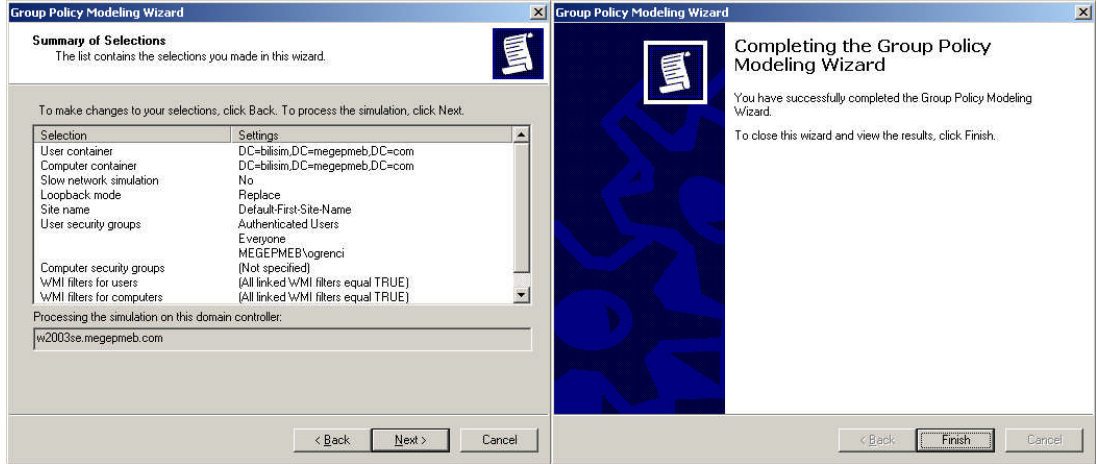 Group Policy Modeling Wizard
Summary of Selections
The list contains the selections you made in this wizard.
To make changes to your selections, click Back. To process the simulation, click Next.
Selection Settings
User container DC=bilisim,DC=megepmeb,DC=com
Computer container DC=bilisim,DC=megepmeb,DC=com
Slow network simulation No
Loopback mode Replace
Site name Default-First-Site-Name
User security groups Authenticated Users
Everyone
MEGEPMEB\ogrenci
Computer security groups (Not specified)
WMI filters for users (All linked WMI filters equal TRUE)
WMI filters for computers (All linked WMI filters equal TRUE)
Processing the simulation on this domain controller:
w2003se.megepmeb.com
< Back Next > Cancel
Group Policy Modeling Wizard
Completing the Group Policy
Modeling Wizard
You have successfully completed the Group Policy Modeling
Wizard.
To close this wizard and view the results, click Finish.
< Back Finish Cancel